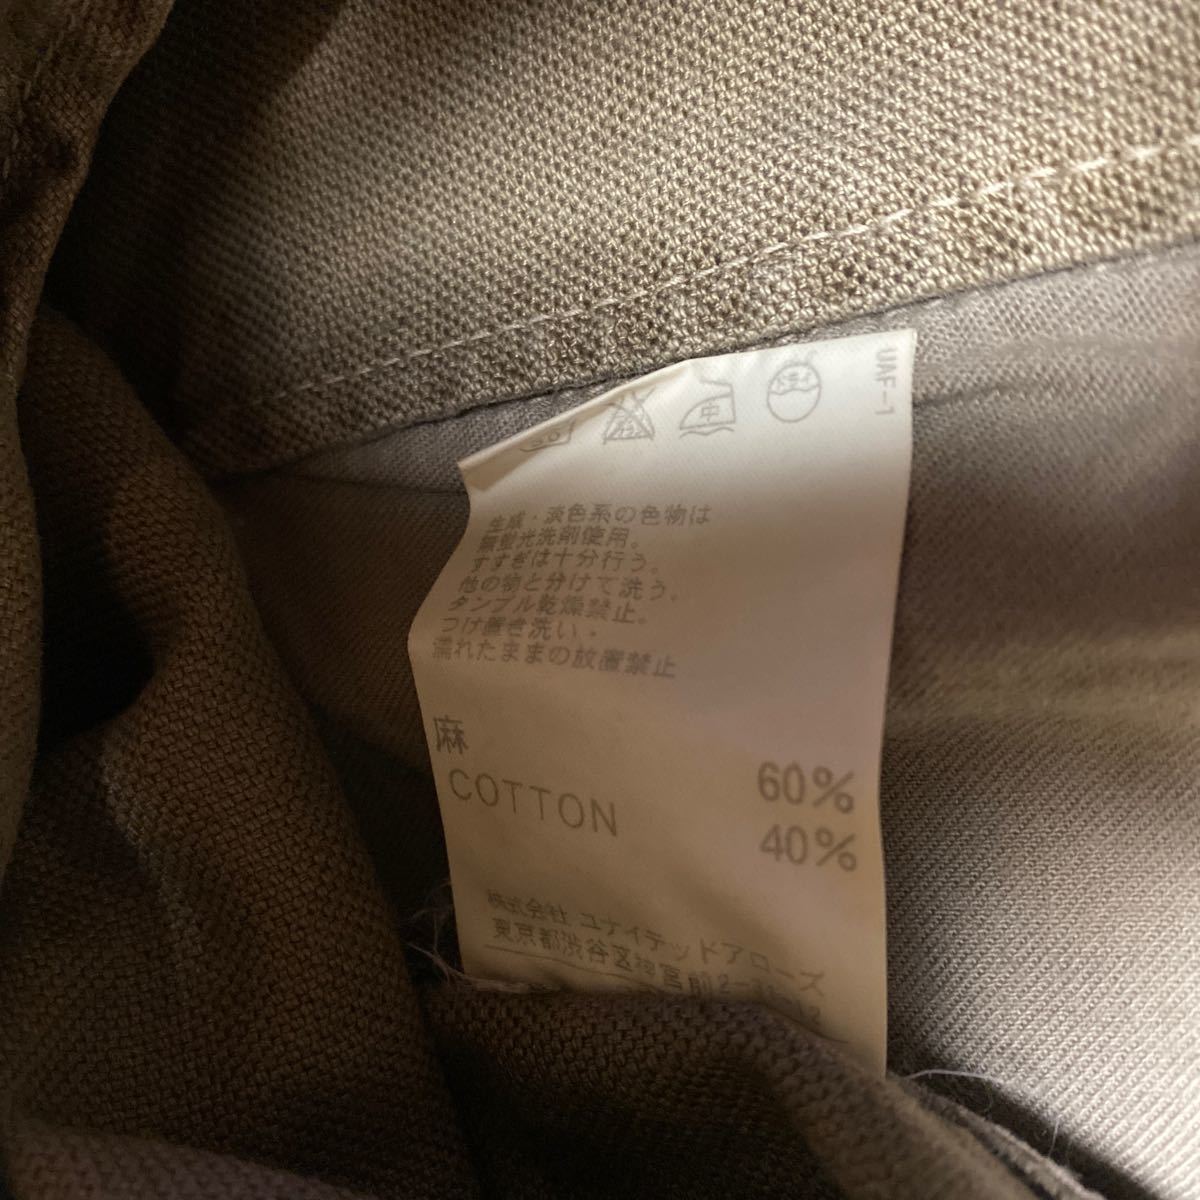 UAF-1
中
生成・淡色系の色物は
無蛍光洗剤使用。
すすぎは十分行う。
他の物と分けて洗う。
タンブル乾燥禁止。
つけ置き洗い・
濡れたままの放置禁止
麻 60%
COTTON 40%
株式会社 ユナイテッドアローズ
東京都渋谷区神宮前2-